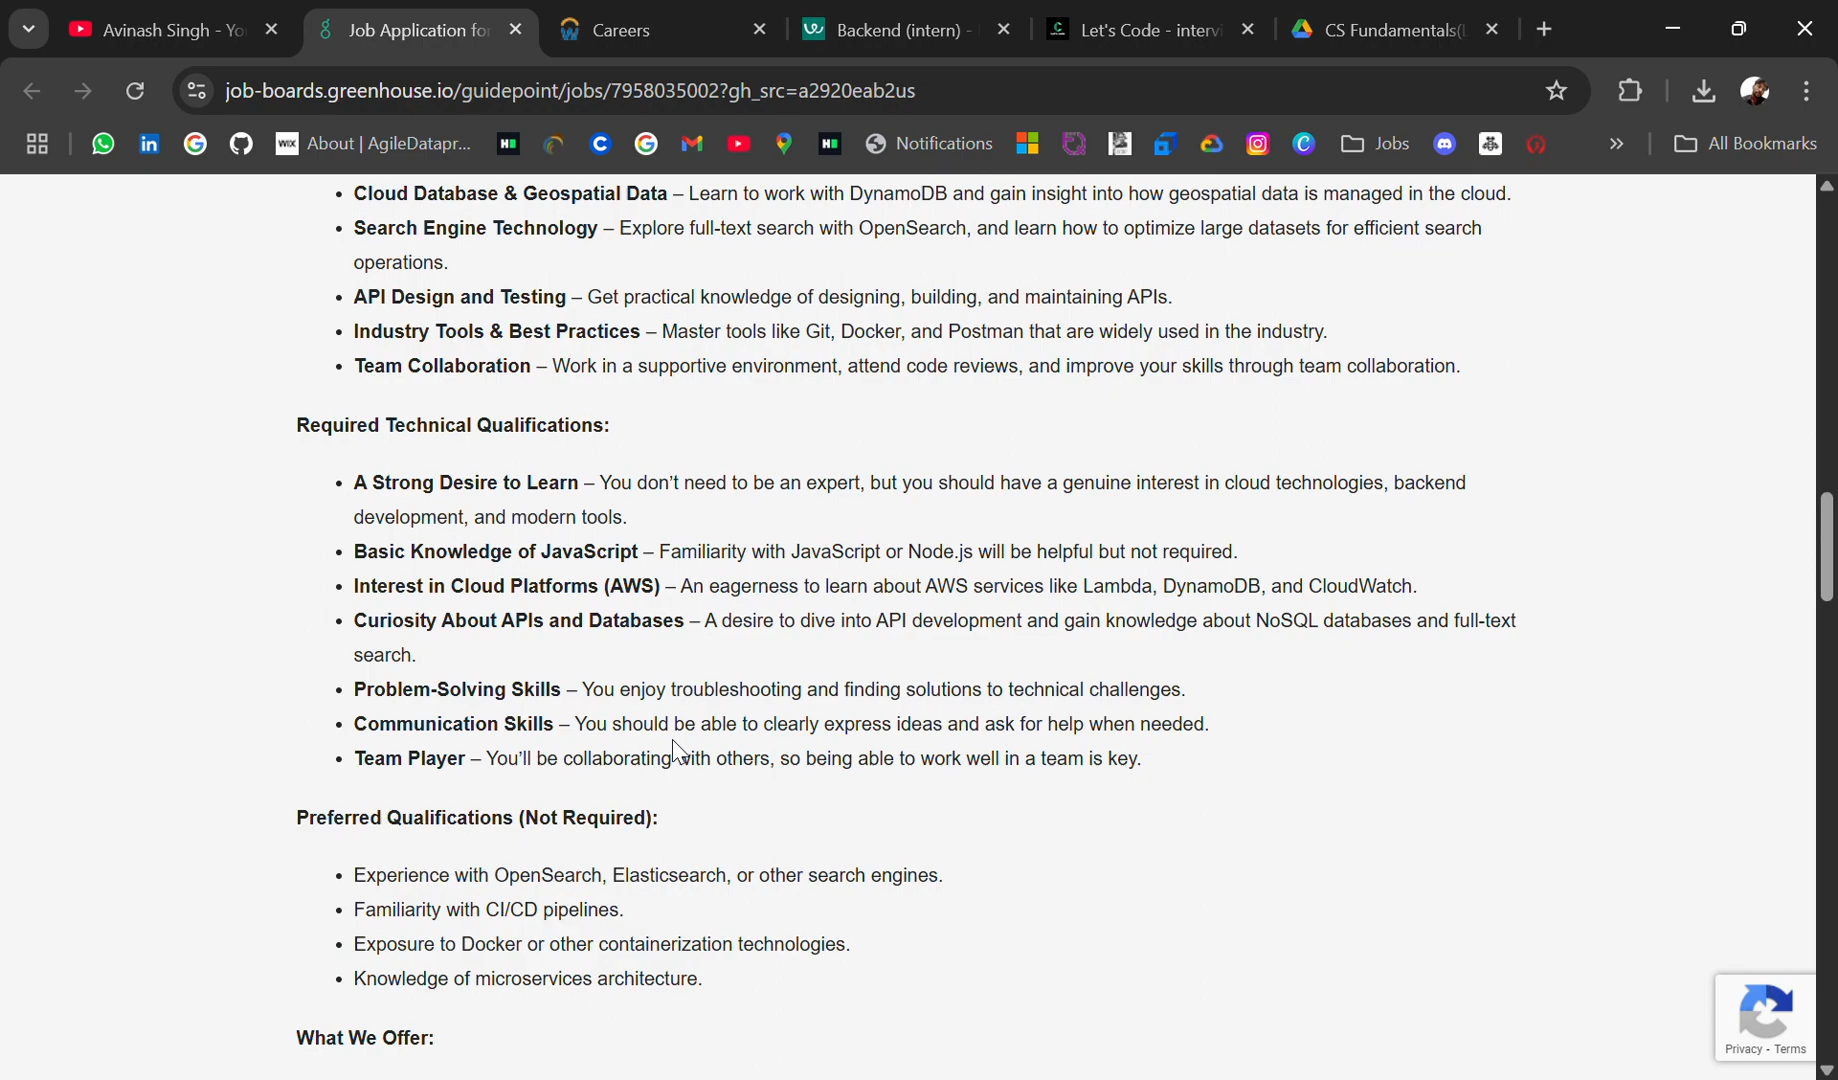 Avinash Singh - Yo
Job Application fo
Careers
Backend (intern) -
Let's Code - intervi
CS Fundamentals(
job-boards.greenhouse.io/guidepoint/jobs/7958035002?gh_src=a2920eab2us
WIX About | AgileDatapr...
Notifications
Jobs
All Bookmarks
• Cloud Database & Geospatial Data – Learn to work with DynamoDB and gain insight into how geospatial data is managed in the cloud.
• Search Engine Technology – Explore full-text search with OpenSearch, and learn how to optimize large datasets for efficient search
operations.
• API Design and Testing – Get practical knowledge of designing, building, and maintaining APIs.
• Industry Tools & Best Practices – Master tools like Git, Docker, and Postman that are widely used in the industry.
• Team Collaboration – Work in a supportive environment, attend code reviews, and improve your skills through team collaboration.
Required Technical Qualifications:
• A Strong Desire to Learn – You don’t need to be an expert, but you should have a genuine interest in cloud technologies, backend
development, and modern tools.
• Basic Knowledge of JavaScript – Familiarity with JavaScript or Node.js will be helpful but not required.
• Interest in Cloud Platforms (AWS) – An eagerness to learn about AWS services like Lambda, DynamoDB, and CloudWatch.
• Curiosity About APIs and Databases – A desire to dive into API development and gain knowledge about NoSQL databases and full-text
search.
• Problem-Solving Skills – You enjoy troubleshooting and finding solutions to technical challenges.
• Communication Skills – You should be able to clearly express ideas and ask for help when needed.
• Team Player – You’ll be collaborating with others, so being able to work well in a team is key.
Preferred Qualifications (Not Required):
• Experience with OpenSearch, Elasticsearch, or other search engines.
• Familiarity with CI/CD pipelines.
• Exposure to Docker or other containerization technologies.
• Knowledge of microservices architecture.
What We Offer:
Privacy - Terms